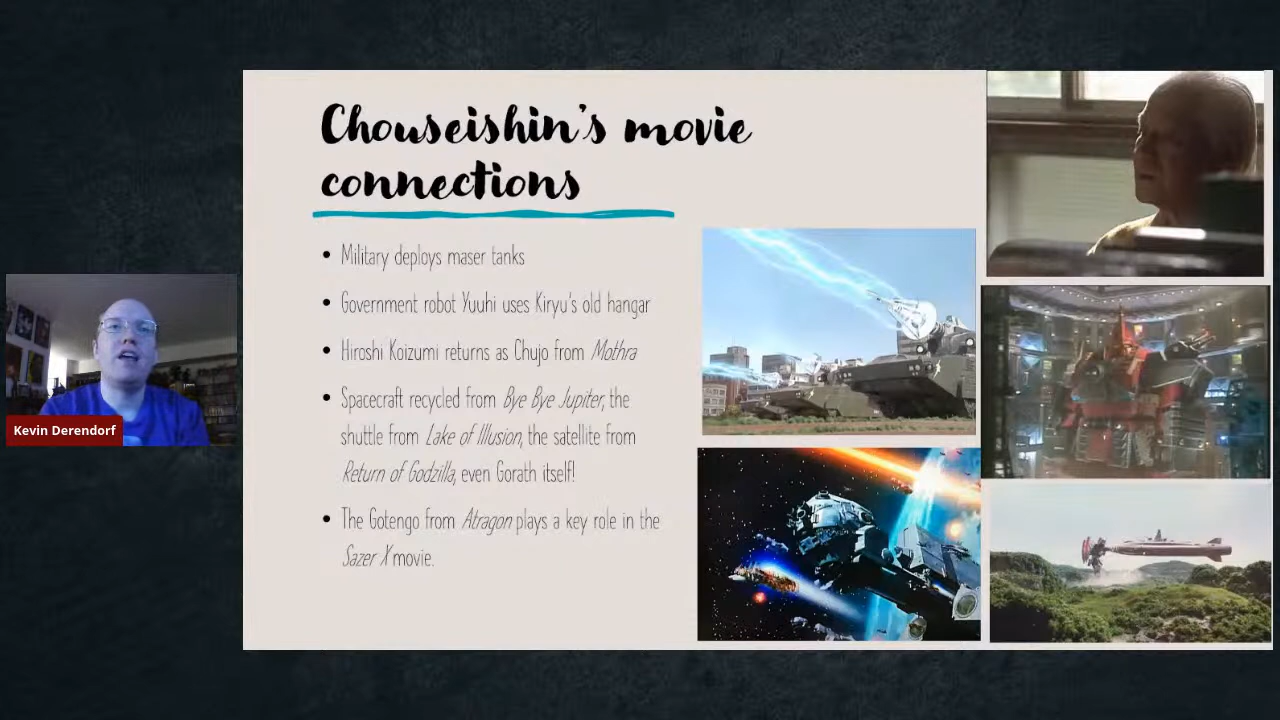 Chouseishin's movie
connections
• Military deploys maser tanks
• Government robot Yuuhi uses Kiryu's old hangar
• Hiroshi Koizumi returns as Chujo from Mothra
• Spacecraft recycled from Bye Bye Jupiter, the
shuttle from Lake of Illusion, the satellite from
Return of Godzilla, even Gorath itself!
• The Gotengo from Atragon plays a key role in the
Sazer X movie.
Kevin Derendorf